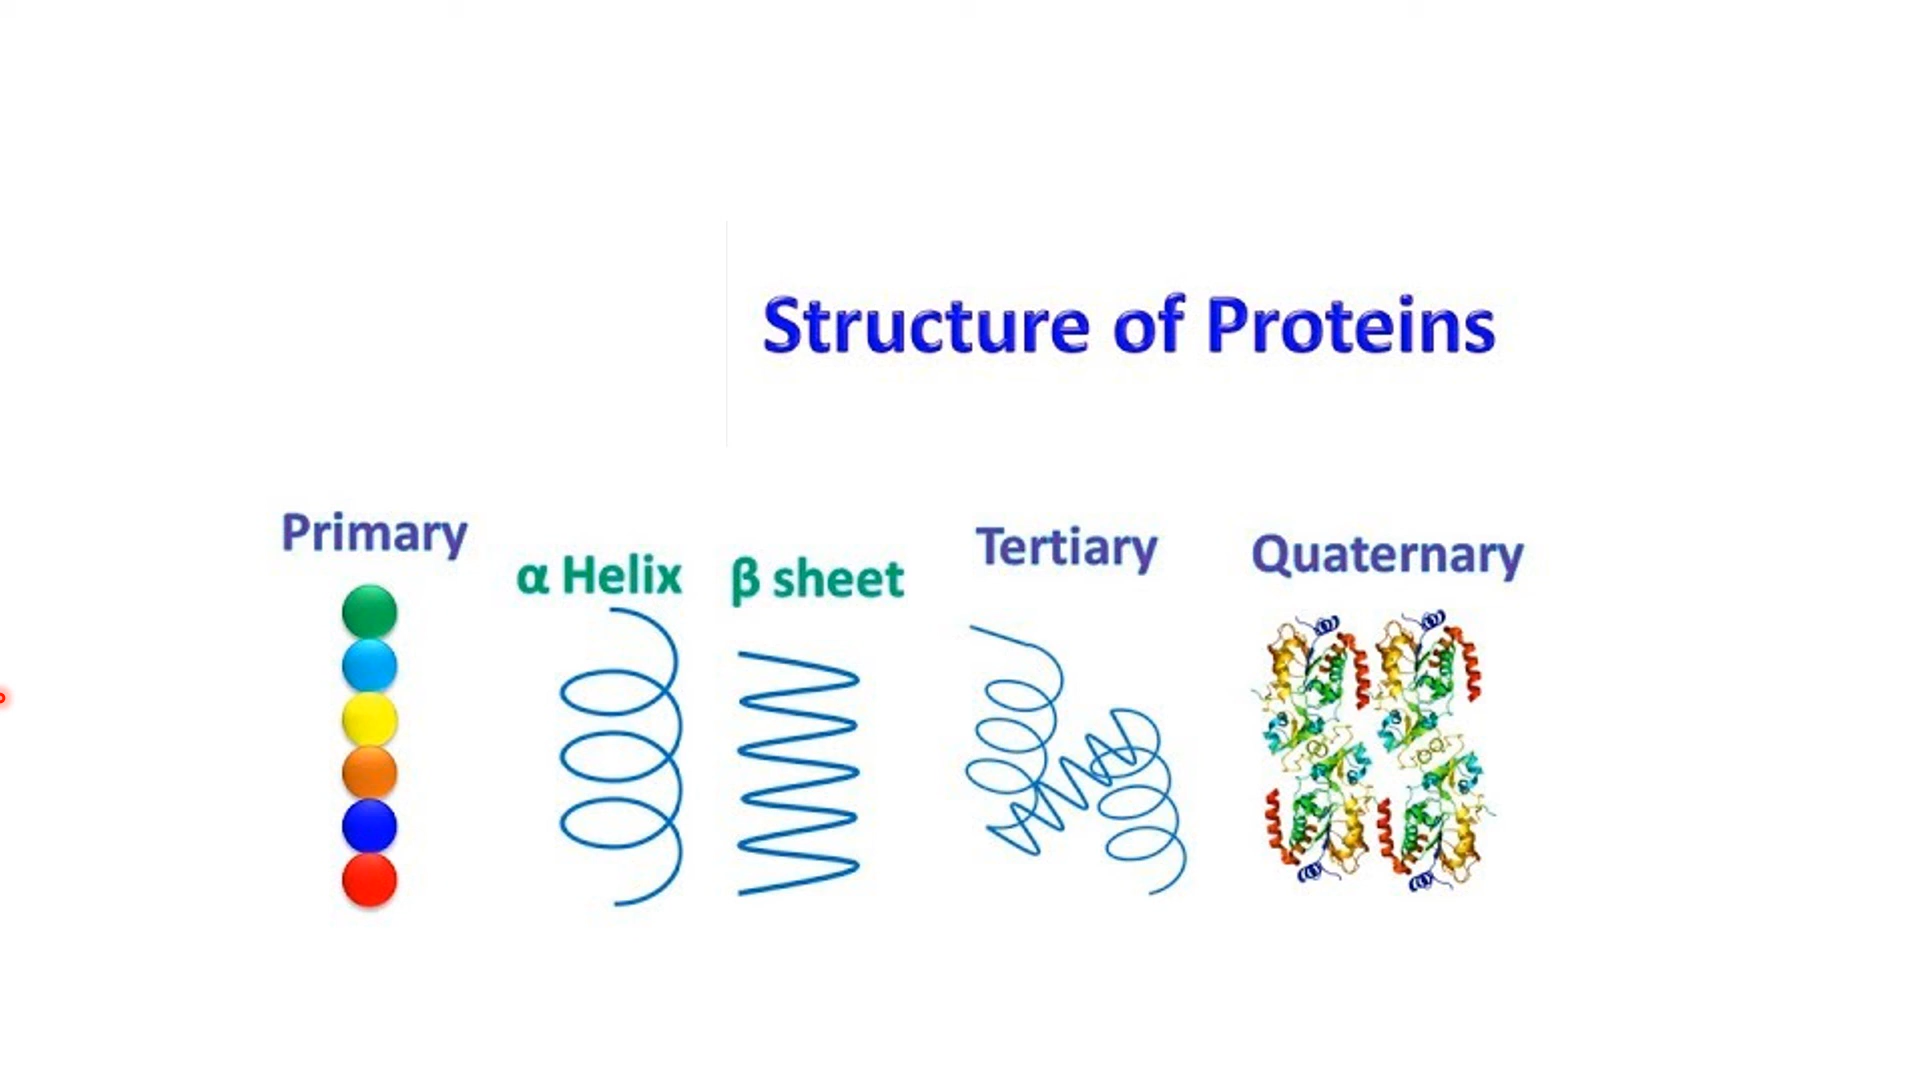 Structure of Proteins
Primary
α Helix
β sheet
Tertiary
Quaternary